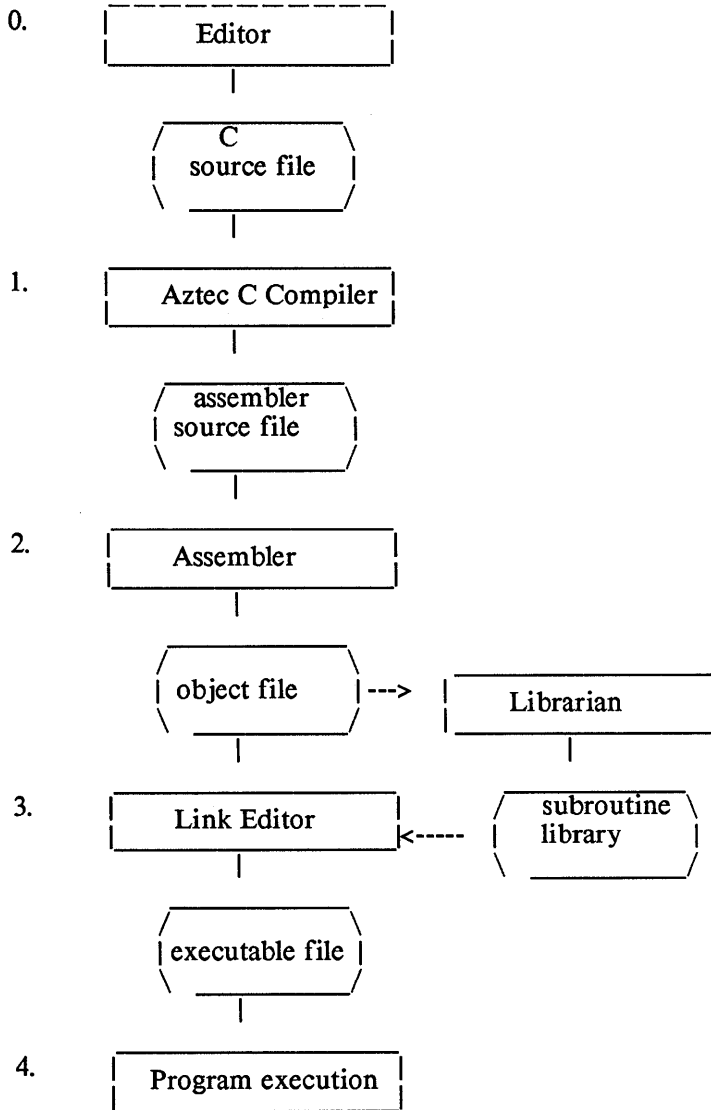 0. Editor
C
source file
1. Aztec C Compiler
assembler
source file
2. Assembler
object file --->
Librarian
3. Link Editor
<-----
subroutine
library
executable file
4. Program execution